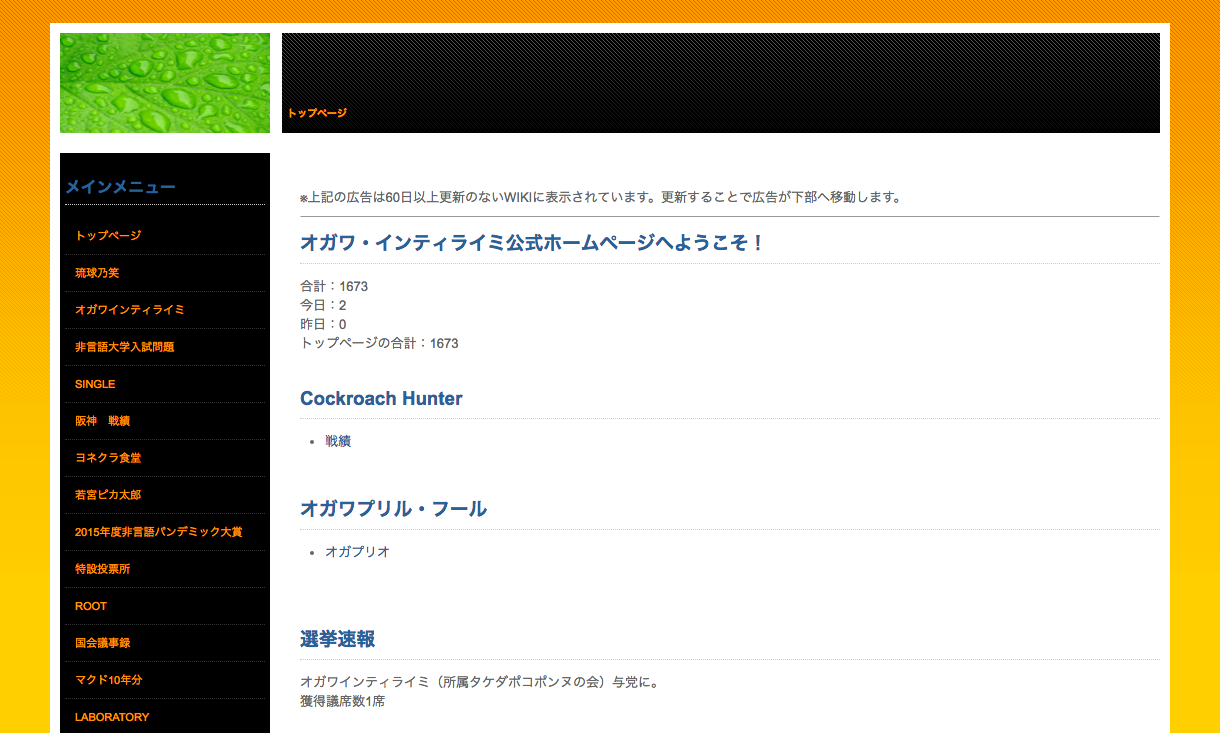 トップページ
メインメニュー
トップページ
琉球乃笑
オガワインティライミ
非言語大学入試問題
SINGLE
阪神　戦績
ヨネクラ食堂
若宮ピカ太郎
2015年度非言語パンデミック大賞
特設投票所
ROOT
国会議事録
マクド10年分
LABORATORY
※上記の広告は60日以上更新のないWIKIに表示されています。更新することで広告が下部へ移動します。
オガワ・インティライミ公式ホームページへようこそ！
合計：1673
今日：2
昨日：0
トップページの合計：1673
Cockroach Hunter
• 戦績
オガワプリル・フール
• オガプリオ
選挙速報
オガワインティライミ（所属タケダポコポンヌの会）与党に。
獲得議席数1席